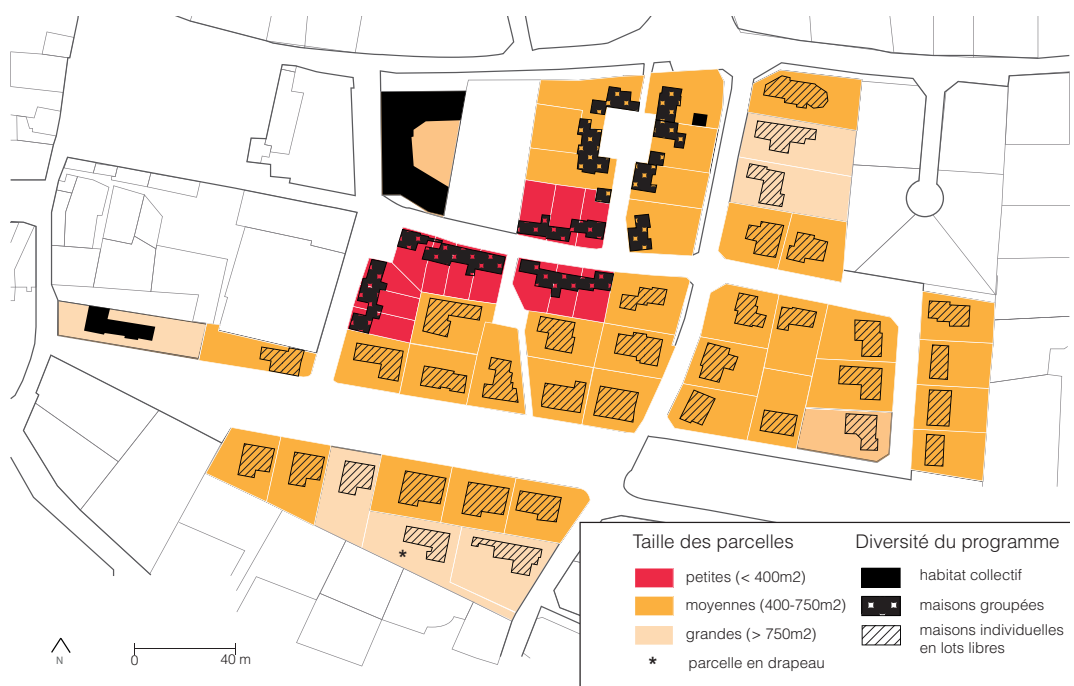 Taille des parcelles
petites (< 400m2)
moyennes (400-750m2)
grandes (> 750m2)
* parcelle en drapeau
Diversité du programme
habitat collectif
maisons groupées
maisons individuelles
en lots libres
*
N
0 40 m